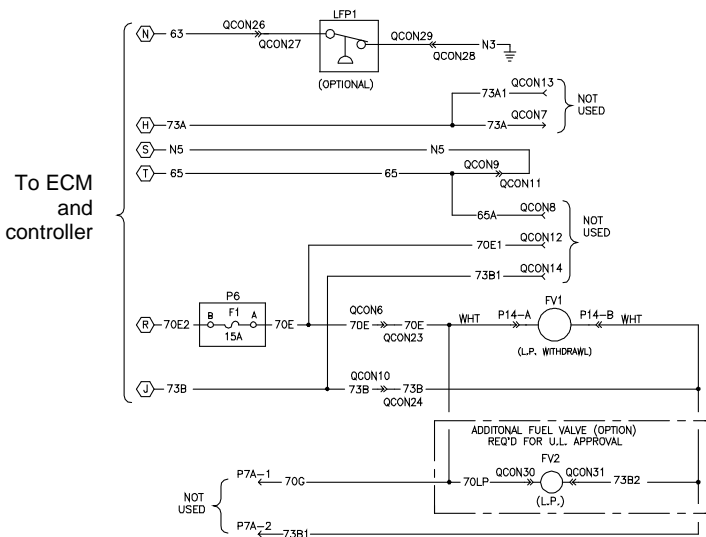 LFP1
QCON26
N 63
QCON27
QCON29
N3
QCON28
(OPTIONAL)
73A1 QCON13
NOT
USED
H 73A
73A QCON7
S N5 N5
To ECM
and
controller
T 65 65 QCON9
QCON11
65A QCON8
NOT
USED
70E1 QCON12
73B1 QCON14
P6
R 70E2 B F1 A 70E
15A
QCON6
70E 70E
QCON23
WHT P14-A FV1 P14-B WHT
(L.P. WITHDRAWL)
J 73B
QCON10
73B 73B
QCON24
ADDITONAL FUEL VALVE (OPTION)
REQ'D FOR U.L. APPROVAL
FV2
P7A-1 70G
70LP QCON30 QCON31 73B2
(L.P.)
NOT
USED
P7A-2 73B1